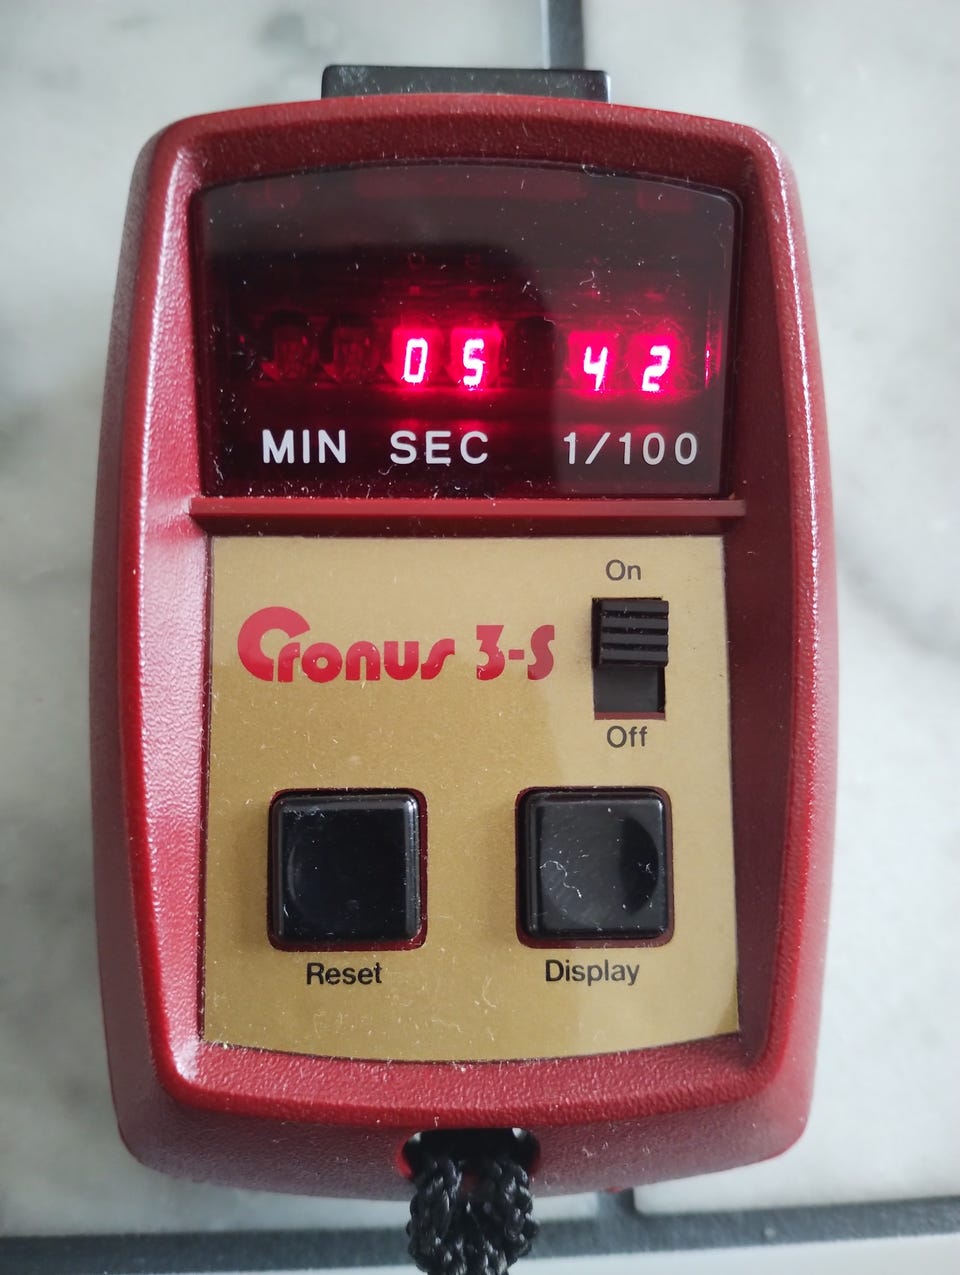 05 42
MIN SEC 1/100
On
Cronus 3-S
Off
Reset Display